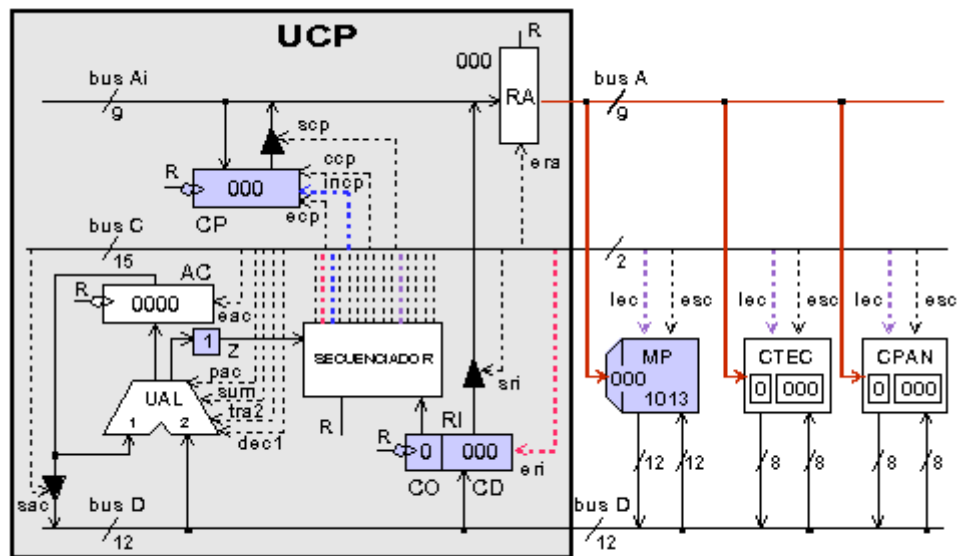 UCP
R
000
RA
bus Ai
9
bus A
9
scp
ccp
incp
ecp
R
000
CP
era
bus C
15
2
AC
R
0000
eac
1
Z
SECUENCIADOR
R
pac
sum
tra2
dec1
UAL
1 2
sac
sri
RI
R
0 000
CO CD
eri
lec esc
lec esc
lec esc
MP
000
1013
CTEC
0 000
CPAN
0 000
12 12
8 8
8 8
bus D
12
bus D
12